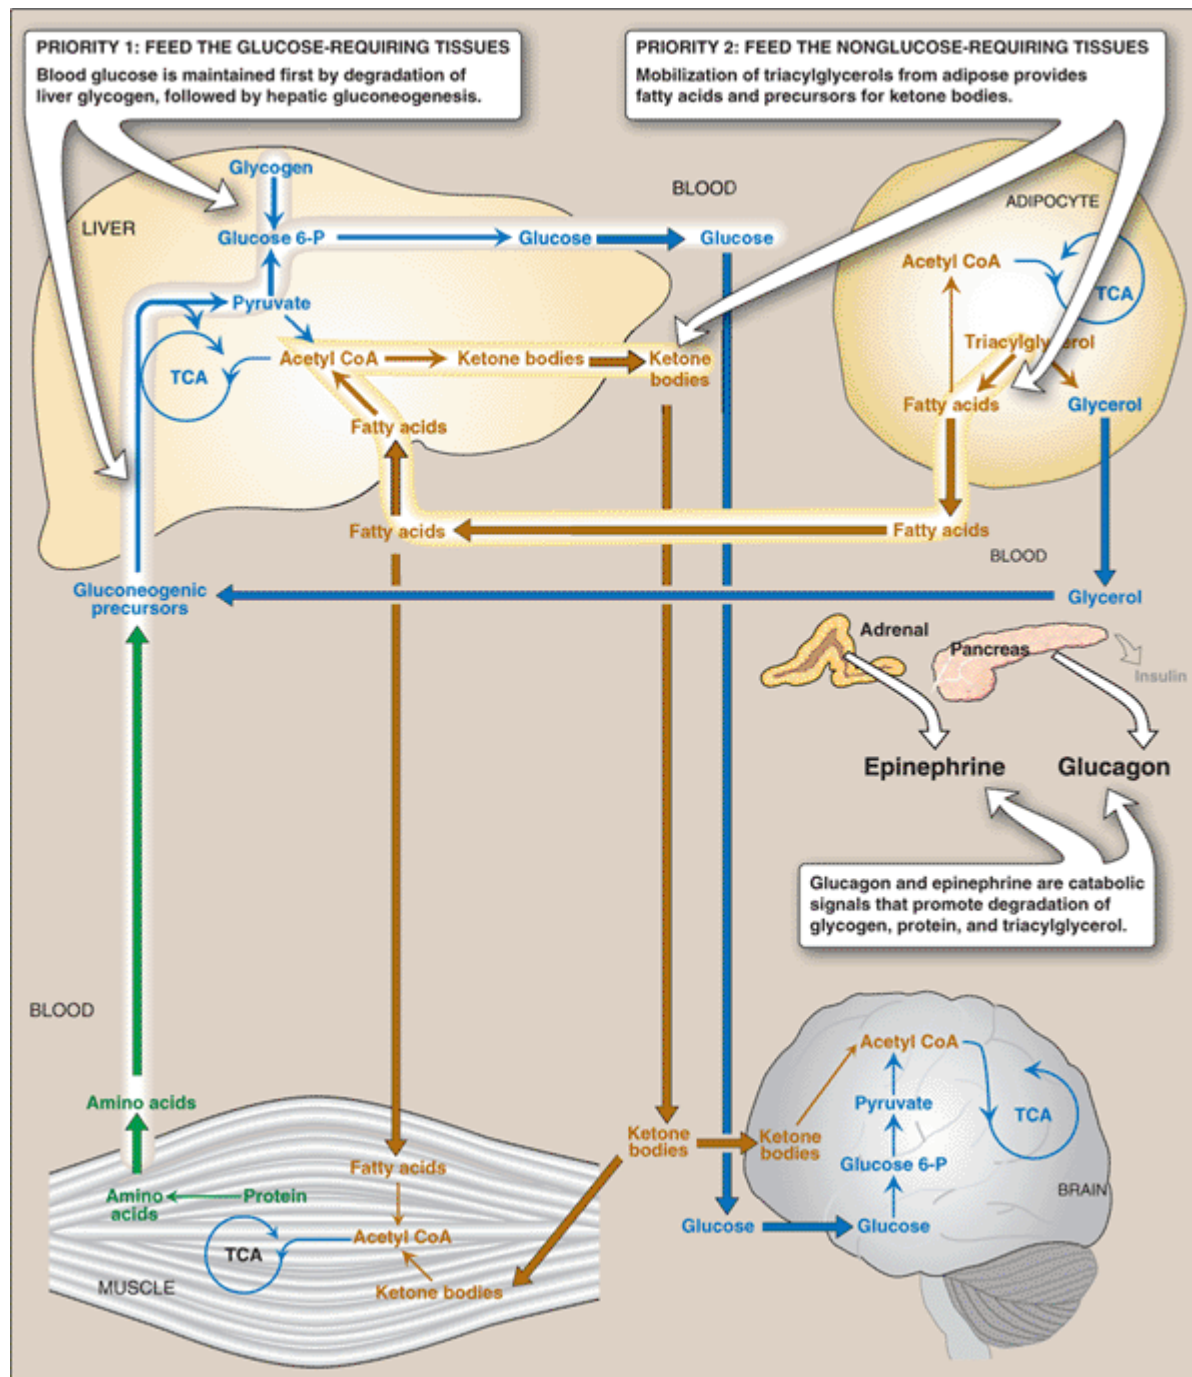 PRIORITY 1: FEED THE GLUCOSE-REQUIRING TISSUES
Blood glucose is maintained first by degradation of
liver glycogen, followed by hepatic gluconeogenesis.
PRIORITY 2: FEED THE NONGLUCOSE-REQUIRING TISSUES
Mobilization of triacylglycerols from adipose provides
fatty acids and precursors for ketone bodies.
Glycogen
BLOOD
ADIPOCYTE
LIVER
Glucose 6-P
Glucose
Glucose
Acetyl CoA
TCA
Pyruvate
Triacylglycerol
Acetyl CoA
Ketone bodies
Ketone
bodies
TCA
Fatty acids
Glycerol
Fatty acids
Fatty acids
Fatty acids
BLOOD
Gluconeogenic
precursors
Glycerol
Adrenal
Pancreas
Insulin
Epinephrine
Glucagon
Glucagon and epinephrine are catabolic
signals that promote degradation of
glycogen, protein, and triacylglycerol.
BLOOD
Acetyl CoA
Amino acids
Pyruvate
TCA
Ketone
bodies
Ketone
bodies
Fatty acids
Glucose 6-P
BRAIN
Amino
acids
Protein
Glucose
Glucose
Acetyl CoA
TCA
MUSCLE
Ketone bodies